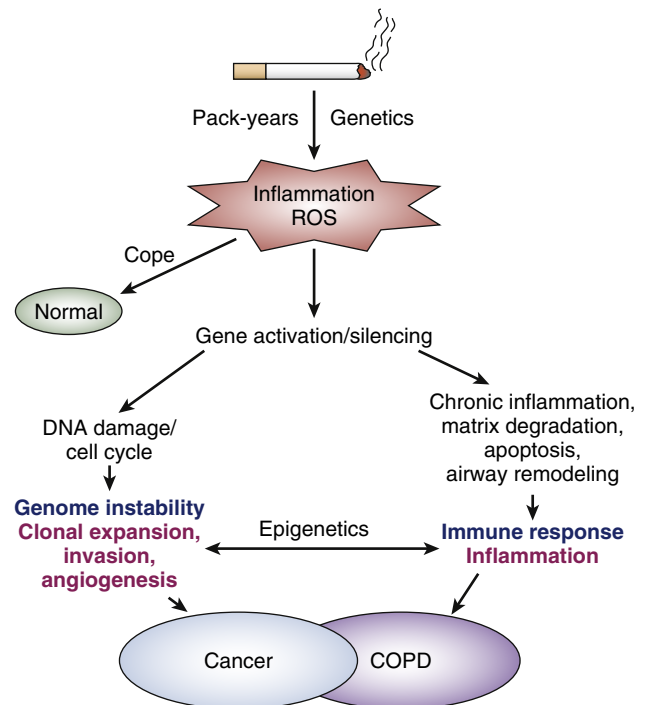 Pack-years
Genetics
Inflammation
ROS
Cope
Normal
Gene activation/silencing
DNA damage/
cell cycle
Chronic inflammation,
matrix degradation,
apoptosis,
airway remodeling
Genome instability
Clonal expansion,
invasion,
angiogenesis
Epigenetics
Immune response
Inflammation
Cancer
COPD